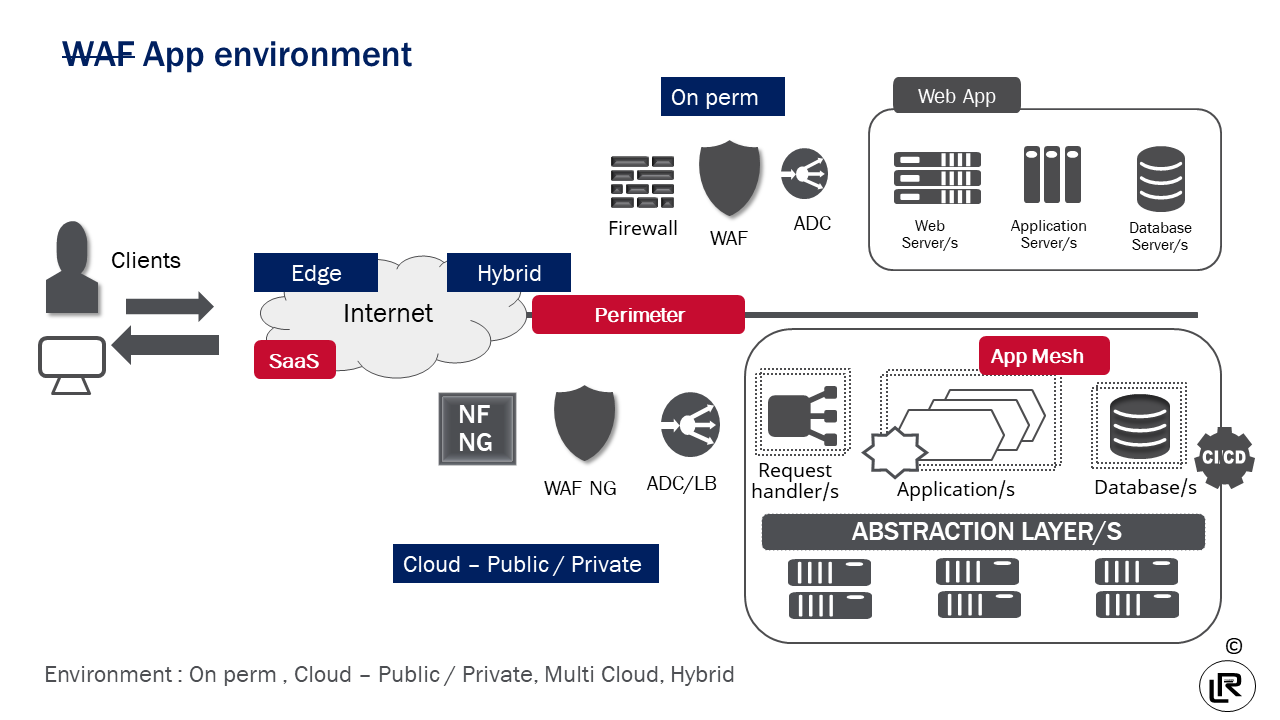 WAF App environment
On perm
Web App
Firewall
WAF
ADC
Web
Server/s
Application
Server/s
Database
Server/s
Clients
Edge
Hybrid
Internet
Perimeter
SaaS
App Mesh
NF
NG
WAF NG
ADC/LB
Request
handler/s
Application/s
Database/s
CI/CD
ABSTRACTION LAYER/S
Cloud – Public / Private
Environment : On perm , Cloud – Public / Private, Multi Cloud, Hybrid
©
LR